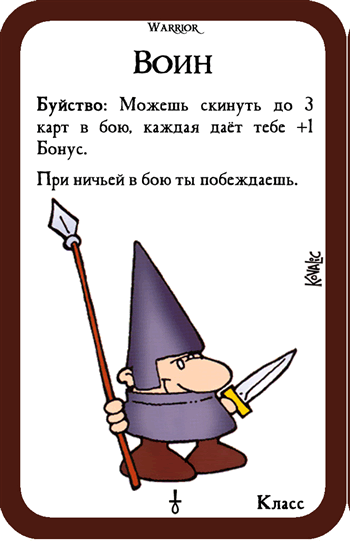 Warrior
Воин
Буйство: Можешь скинуть до 3
карт в бою, каждая даёт тебе +1
Бонус.
При ничьей в бою ты побеждаешь.
Kovalic
Класс